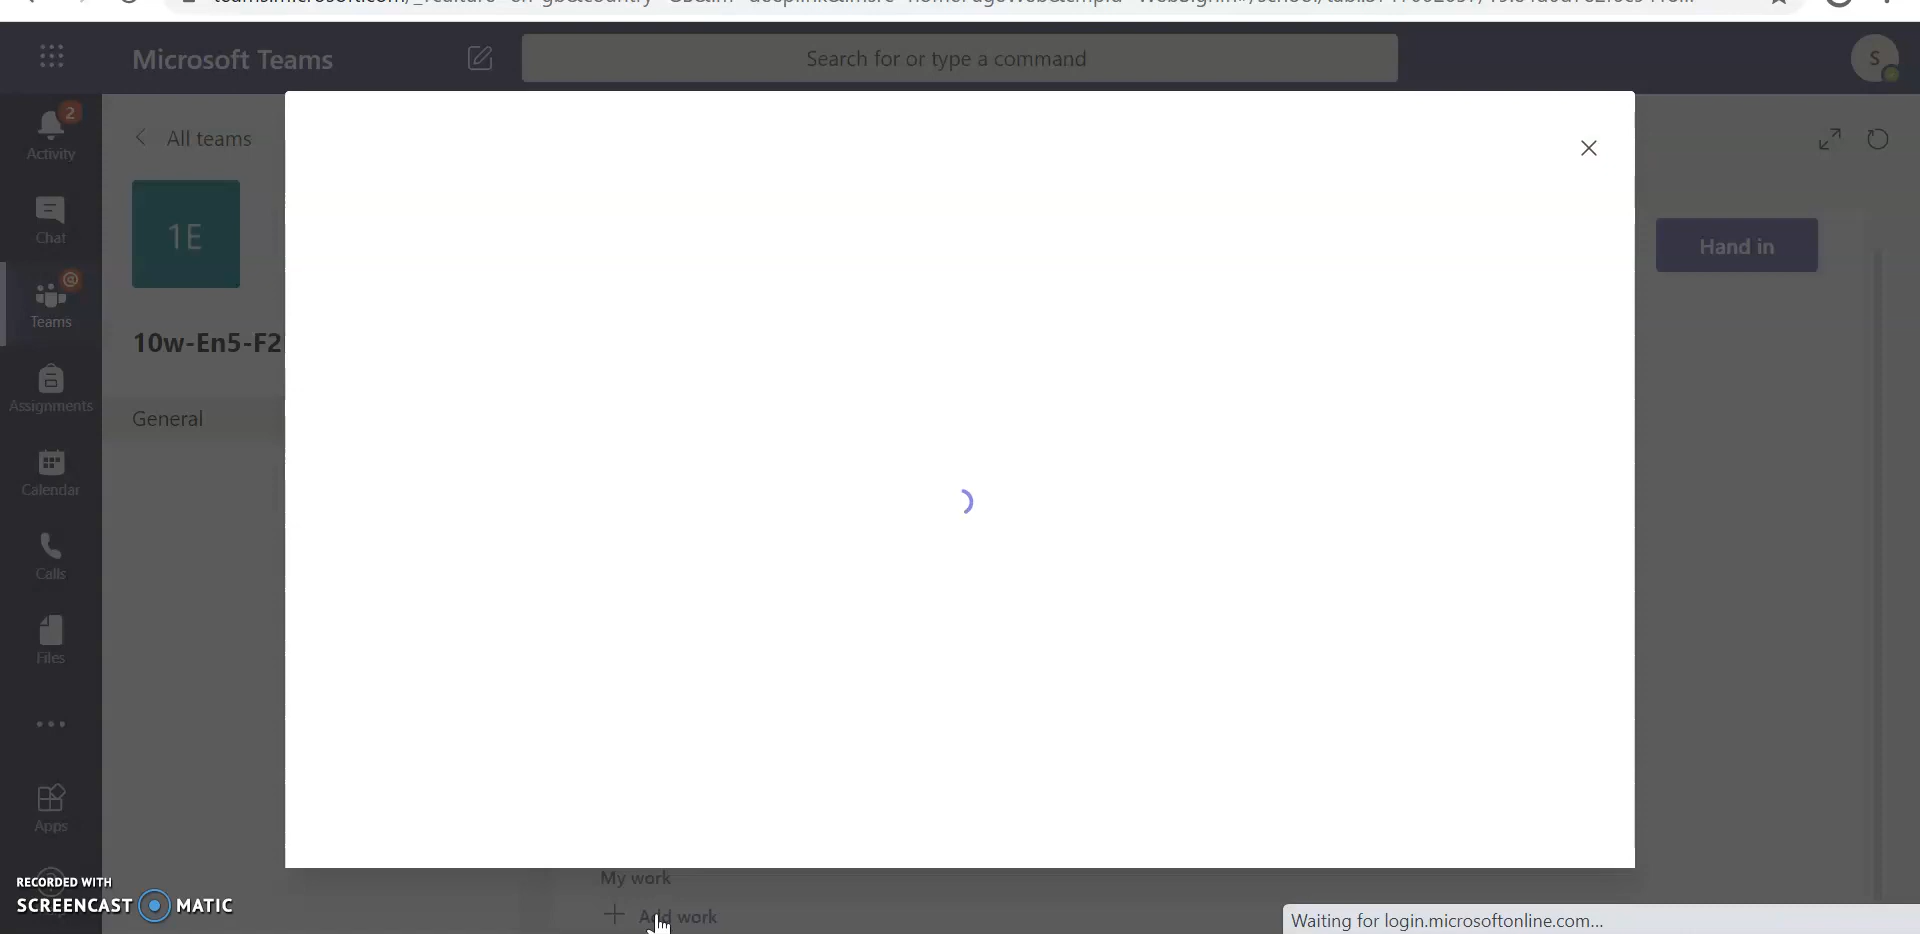 Microsoft Teams
Search for or type a command
S
2
Activity
All teams
1E
Chat
Hand in
Teams
10w-En5-F2
Assignments
General
Calendar
Calls
Files
Apps
My work
Add work
RECORDED WITH
SCREENCAST MATIC
Waiting for login.microsoftonline.com...